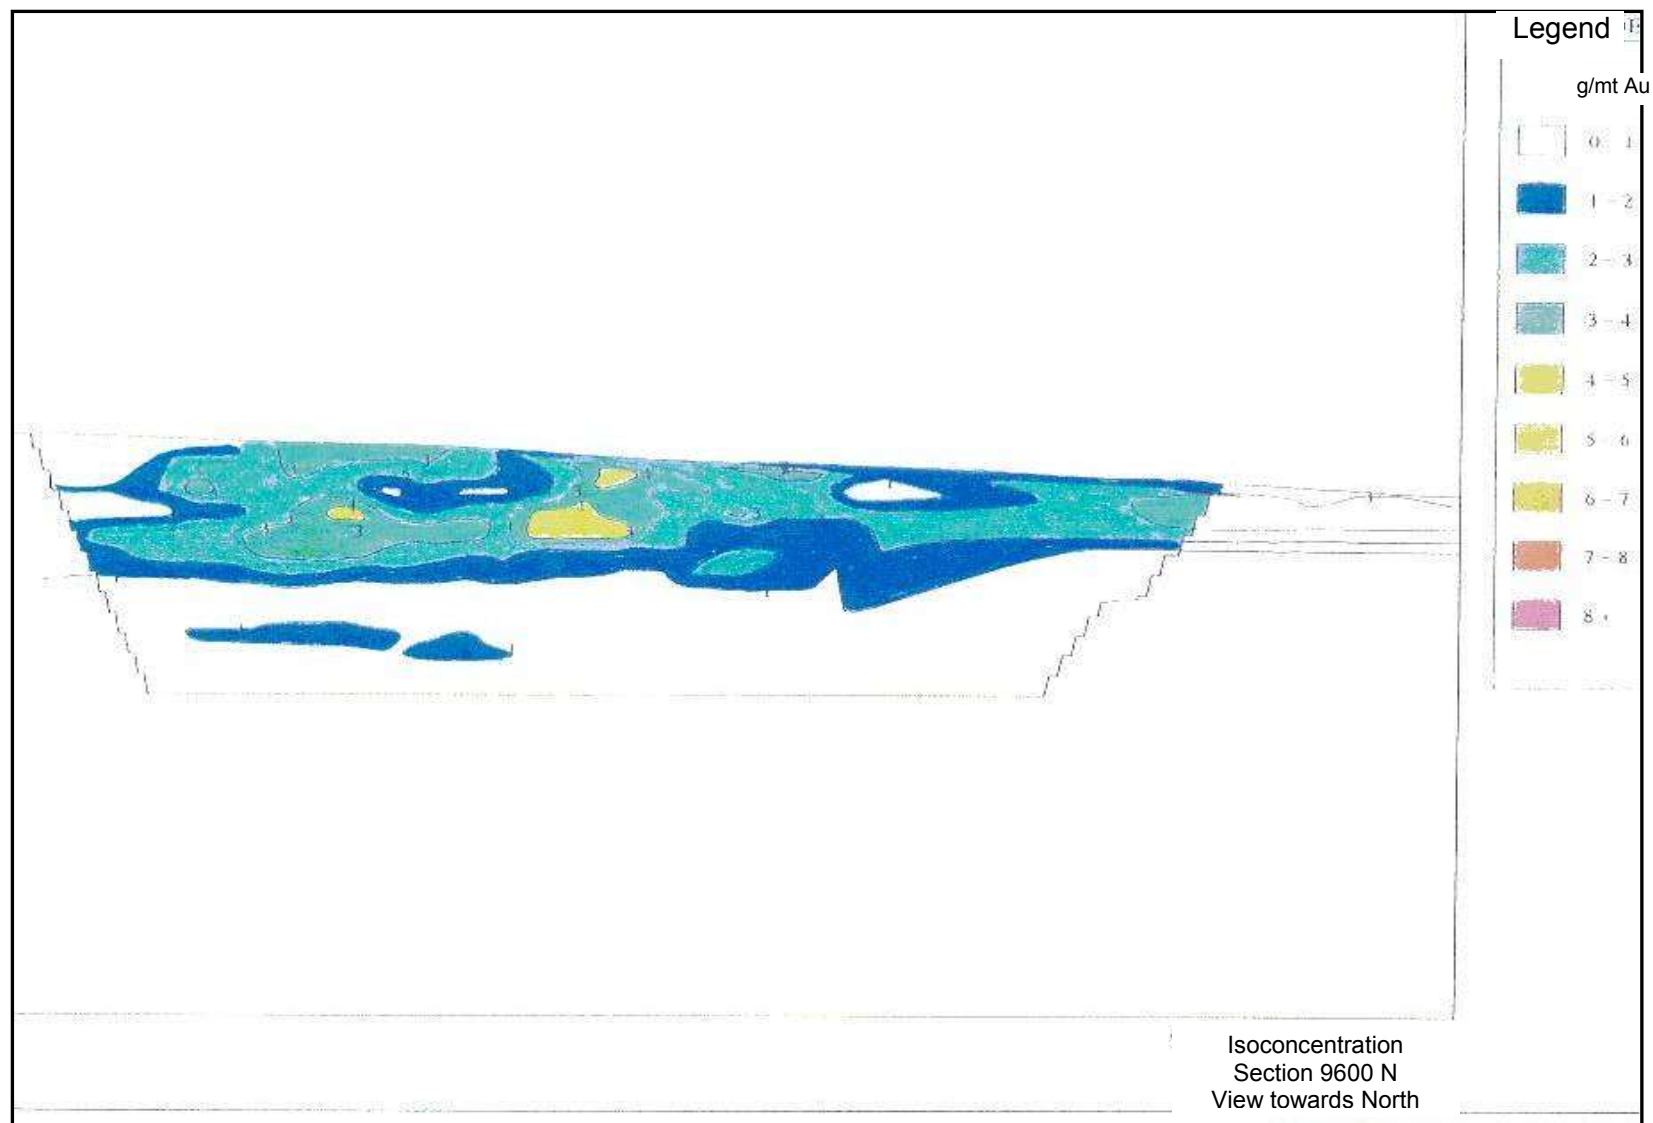 Legend
g/mt Au
0 - 1
1 - 2
2 - 3
3 - 4
4 - 5
5 - 6
6 - 7
7 - 8
8 +
Isoconcentration
Section 9600 N
View towards North